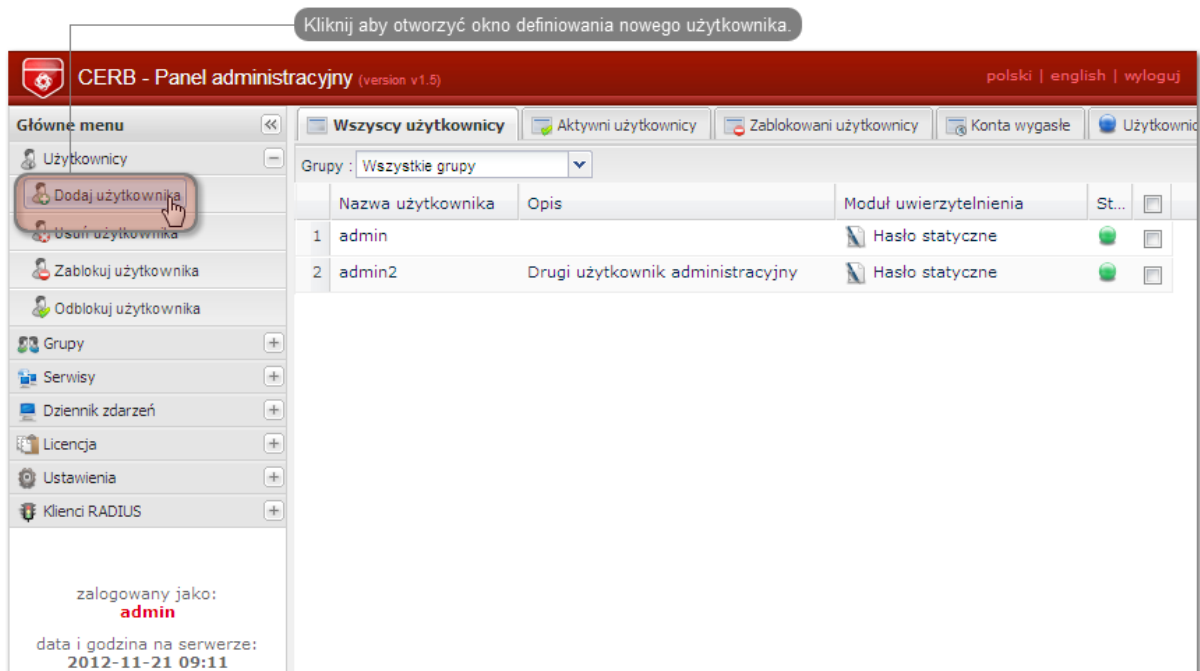 Kliknij aby otworzyć okno definiowania nowego użytkownika.
CERB - Panel administracyjny (version v1.5)
polski | english | wyloguj
Główne menu
Użytkownicy
Dodaj użytkownika
Usuń użytkownika
Zablokuj użytkownika
Odblokuj użytkownika
Grupy
Serwisy
Dziennik zdarzeń
Licencja
Ustawienia
Klienci RADIUS
zalogowany jako:
admin
data i godzina na serwerze:
2012-11-21 09:11
Wszyscy użytkownicy
Aktywni użytkownicy
Zablokowani użytkownicy
Konta wygasłe
Użytkownic
Grupy : Wszystkie grupy
Nazwa użytkownika Opis Moduł uwierzytelnienia St...
1 admin Hasło statyczne
2 admin2 Drugi użytkownik administracyjny Hasło statyczne